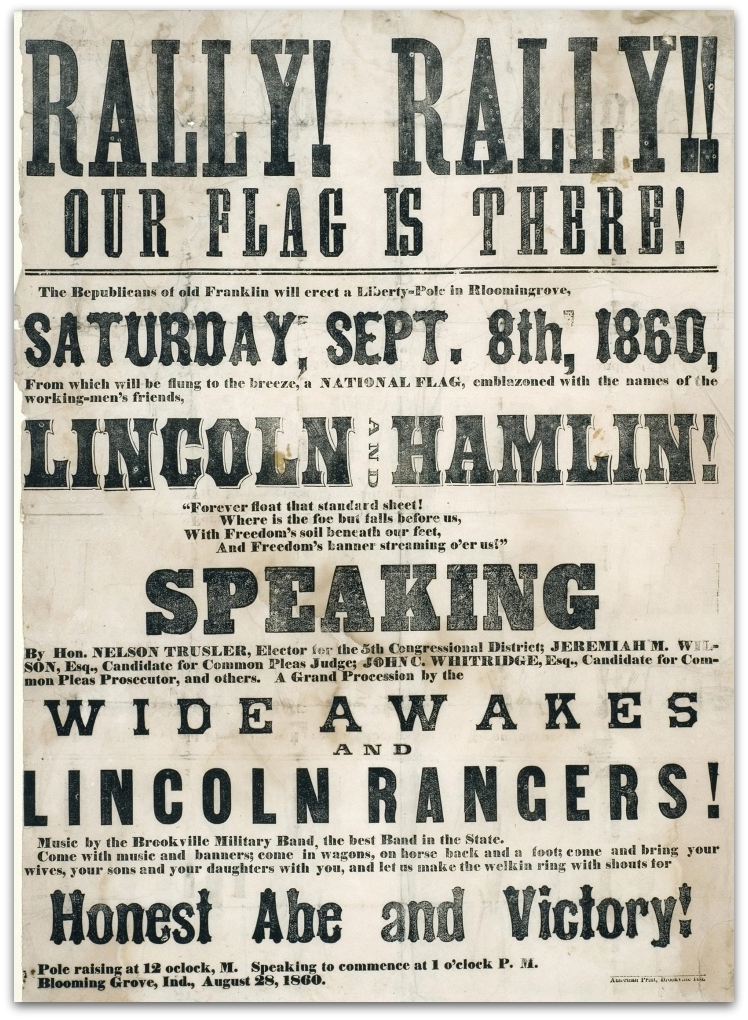 RALLY! RALLY!!
OUR FLAG IS THERE!
The Republicans of old Franklin will erect a Liberty-Pole in Bloomingrove,
SATURDAY, SEPT. 8th, 1860,
From which will be flung to the breeze, a NATIONAL FLAG, emblazoned with the names of the
working-men's friends,
LINCOLN AND HAMLIN!
"Forever float that standard sheet!
Where is the foe but falls before us,
With Freedom's soil beneath our feet,
And Freedom's banner streaming o'er us!"
SPEAKING
By Hon. NELSON TRUSLER, Elector for the 5th Congressional District; JEREMIAH M. WIL-
SON, Esq., Candidate for Common Pleas Judge; JOHN C. WHITRIDGE, Esq., Candidate for Com-
mon Pleas Prosecutor, and others. A Grand Procession by the
WIDE AWAKES
AND
LINCOLN RANGERS!
Music by the Brookville Military Band, the best Band in the State.
Come with music and banners; come in wagons, on horse back and a foot; come and bring your
wives, your sons and your daughters with you, and let us make the welkin ring with shouts for
Honest Abe and Victory!
Pole raising at 12 oclock, M. Speaking to commence at 1 o'clock P. M.
Blooming Grove, Ind., August 28, 1860.
American Print, Brookville Ind.